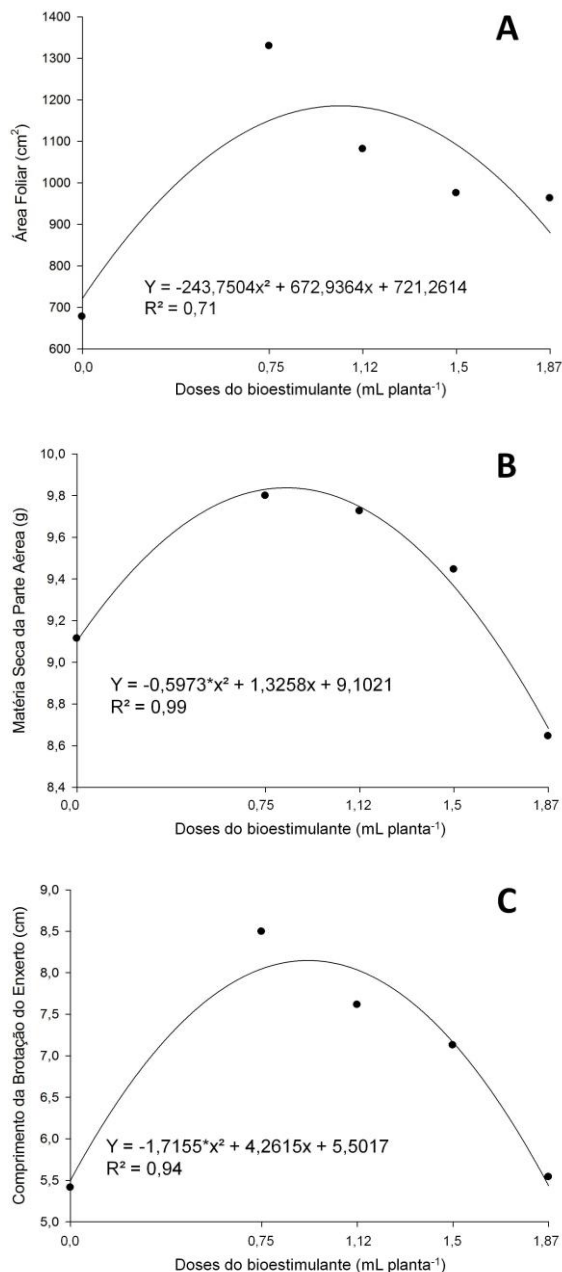 A
1400
1300
1200
1100
1000
900
800
700
600
Área Foliar (cm²)
Y = -243,7504x² + 672,9364x + 721,2614
R² = 0,71
0,0 0,75 1,12 1,5 1,87
Doses do bioestimulante (mL planta⁻¹)
B
10,0
9,8
9,4
9,2
9,0
8,8
8,6
8,4
Matéria Seca da Parte Aérea (g)
Y = -0,5973*x² + 1,3258x + 9,1021
R² = 0,99
0,0 0,75 1,12 1,5 1,87
Doses do bioestimulante (mL planta⁻¹)
C
9,0
8,5
8,0
7,5
7,0
6,5
6,0
5,5
5,0
Comprimento da Brotação do Enxerto (cm)
Y = -1,7155*x² + 4,2615x + 5,5017
R² = 0,94
0,0 0,75 1,12 1,5 1,87
Doses do bioestimulante (mL planta⁻¹)